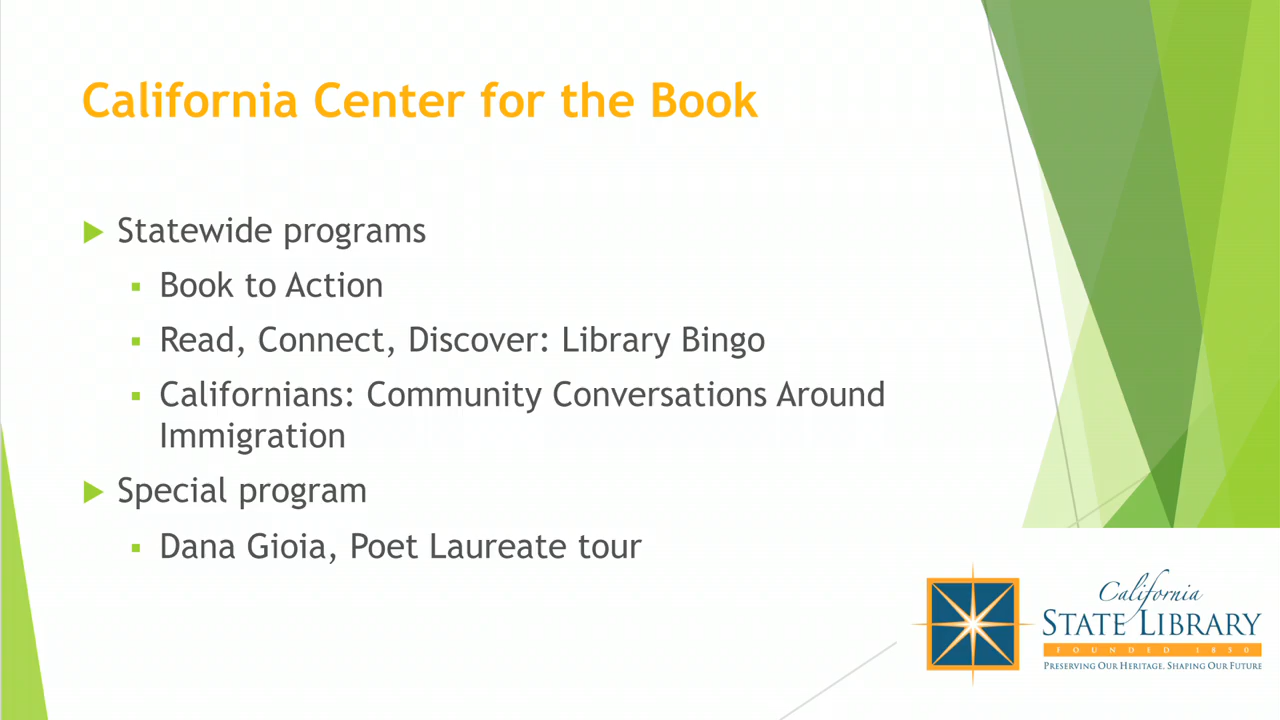 California Center for the Book
Statewide programs
Book to Action
Read, Connect, Discover: Library Bingo
Californians: Community Conversations Around
Immigration
Special program
Dana Gioia, Poet Laureate tour
California
STATE LIBRARY
FOUNDED 1850
PRESERVING OUR HERITAGE, SHAPING OUR FUTURE